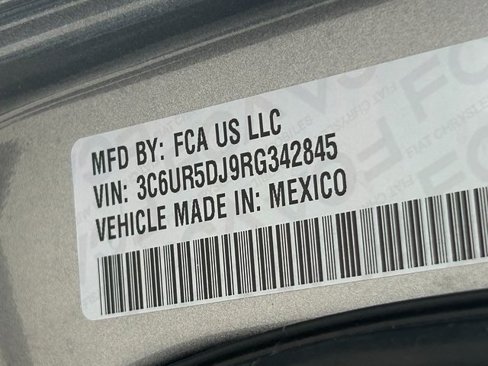 MFD BY: FCA US LLC
VIN: 3C6UR5DJ9RG342845
VEHICLE MADE IN: MEXICO